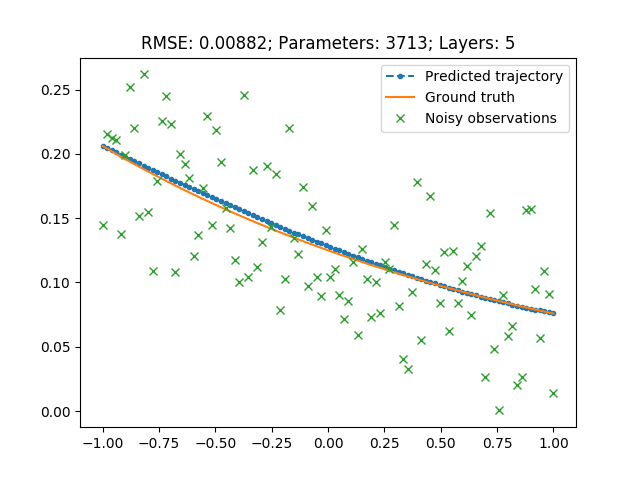 RMSE: 0.00882; Parameters: 3713; Layers: 5
Predicted trajectory
Ground truth
Noisy observations
0.25
0.20
0.15
0.10
0.05
0.00
−1.00 −0.75 −0.50 −0.25 0.00 0.25 0.50 0.75 1.00